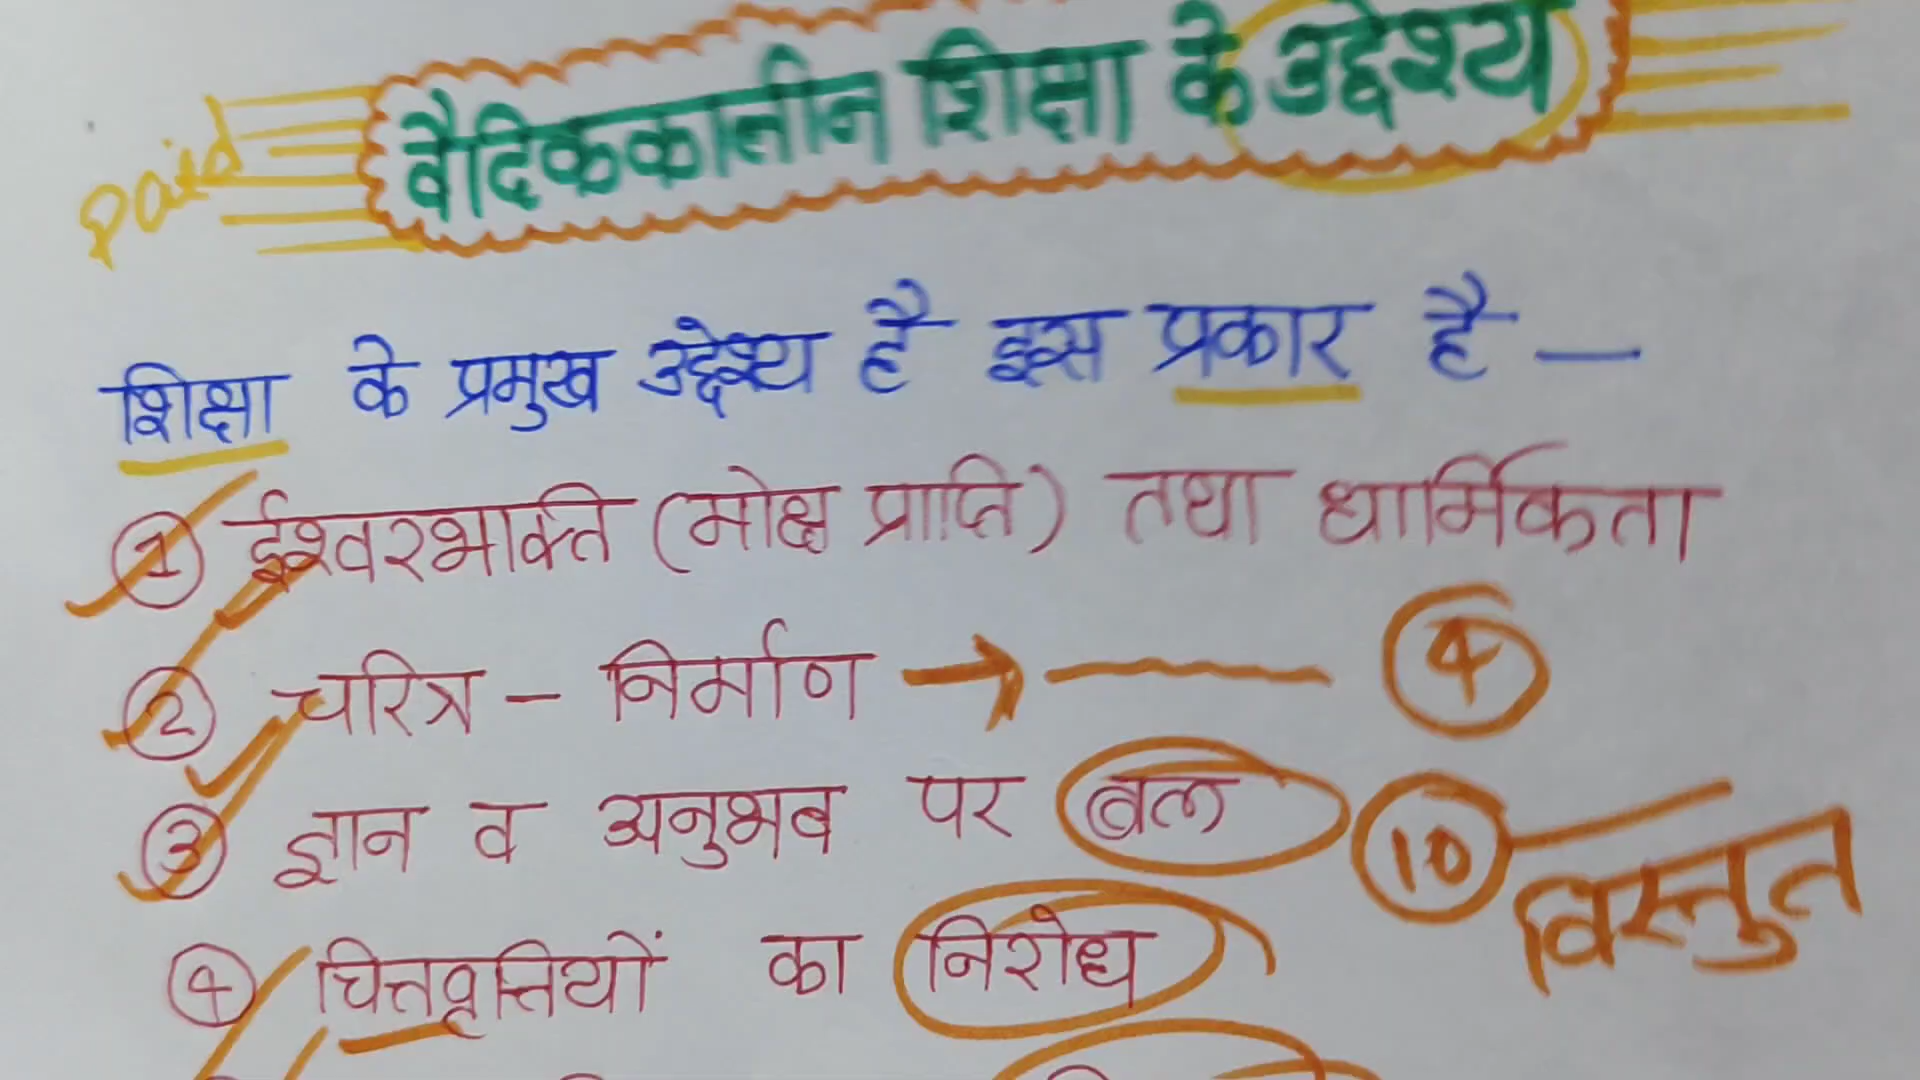 वैदिककालीन शिक्षा के उद्देश्य
Paid
शिक्षा के प्रमुख उद्देश्य है इस प्रकार है —
① ईश्वरभक्ति (मोक्ष प्राप्ति) तथा धार्मिकता
② चरित्र - निर्माण → — ④
③ ज्ञान व अनुभव पर बल
⑩ विस्तृत
④ चित्तवृत्तियों का निरोध